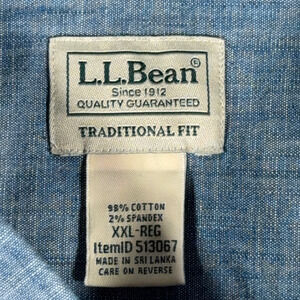 L.L.Bean®
Since 1912
QUALITY GUARANTEED
TRADITIONAL FIT
98% COTTON
2% SPANDEX
XXL-REG
ItemID 513067
MADE IN SRI LANKA
CARE ON REVERSE